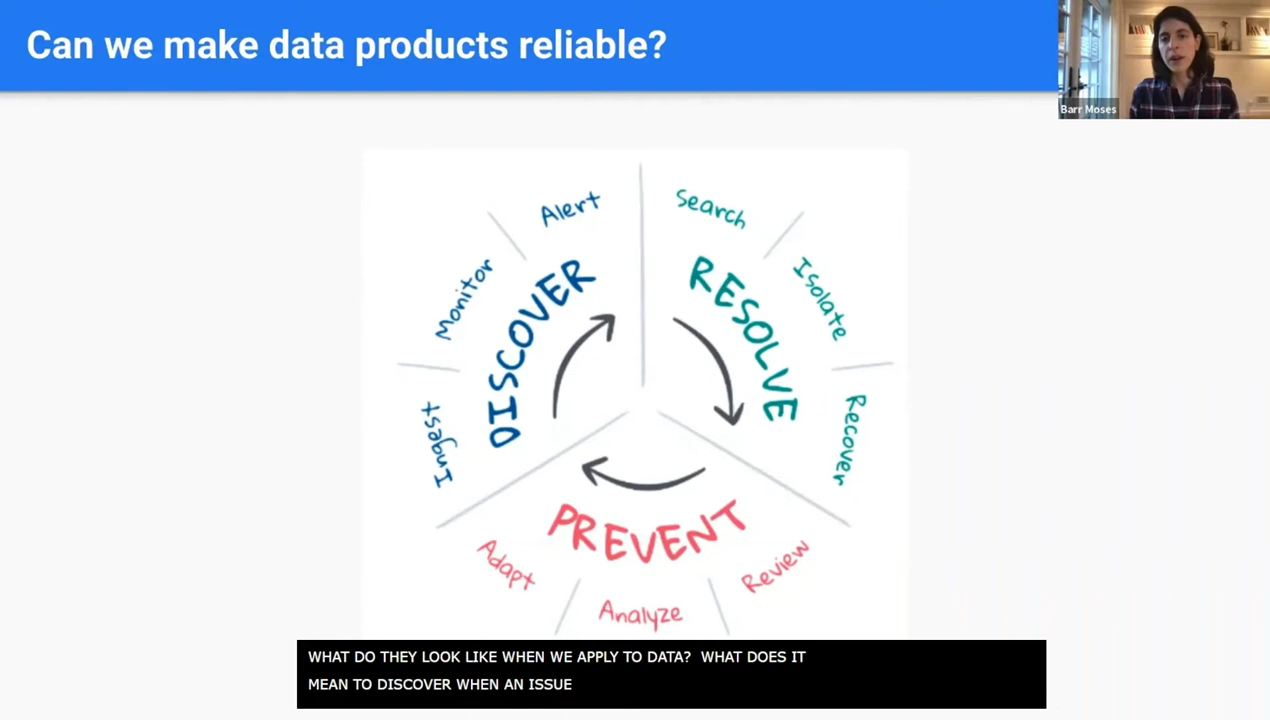 Can we make data products reliable?
Barr Moses
Alert
Search
Monitor
DISCOVER
RESOLVE
Isolate
Ingest
Recover
PREVENT
Adapt
Analyze
Review
WHAT DO THEY LOOK LIKE WHEN WE APPLY TO DATA? WHAT DOES IT
MEAN TO DISCOVER WHEN AN ISSUE